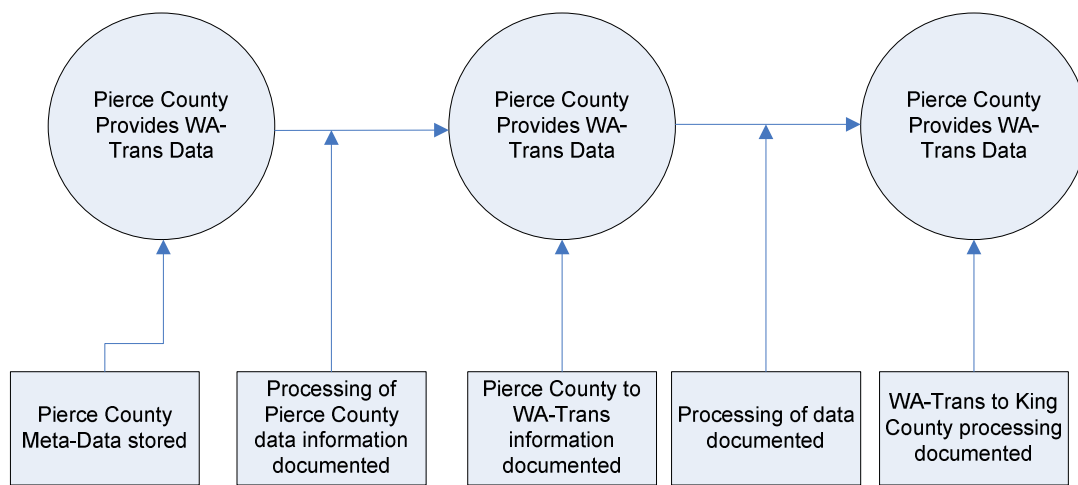 Pierce County
Provides WA-
Trans Data
Pierce County
Provides WA-
Trans Data
Pierce County
Provides WA-
Trans Data
Pierce County
Meta-Data stored
Processing of
Pierce County
data information
documented
Pierce County to
WA-Trans
information
documented
Processing of data
documented
WA-Trans to King
County processing
documented